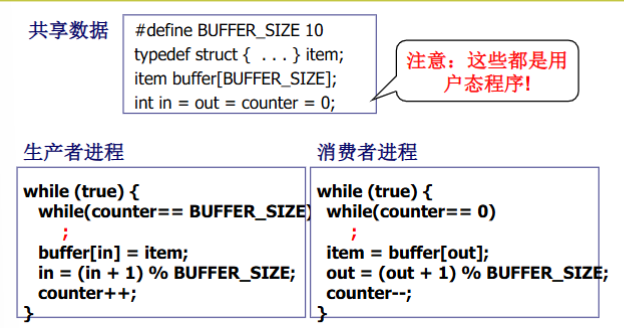 共享数据
#define BUFFER_SIZE 10
typedef struct { . . . } item;
item buffer[BUFFER_SIZE];
int in = out = counter = 0;
注意：这些都是用
户态程序!
生产者进程
while (true) {
while(counter== BUFFER_SIZE)
;
buffer[in] = item;
in = (in + 1) % BUFFER_SIZE;
counter++;
}
消费者进程
while (true) {
while(counter== 0)
;
item = buffer[out];
out = (out + 1) % BUFFER_SIZE;
counter--;
}